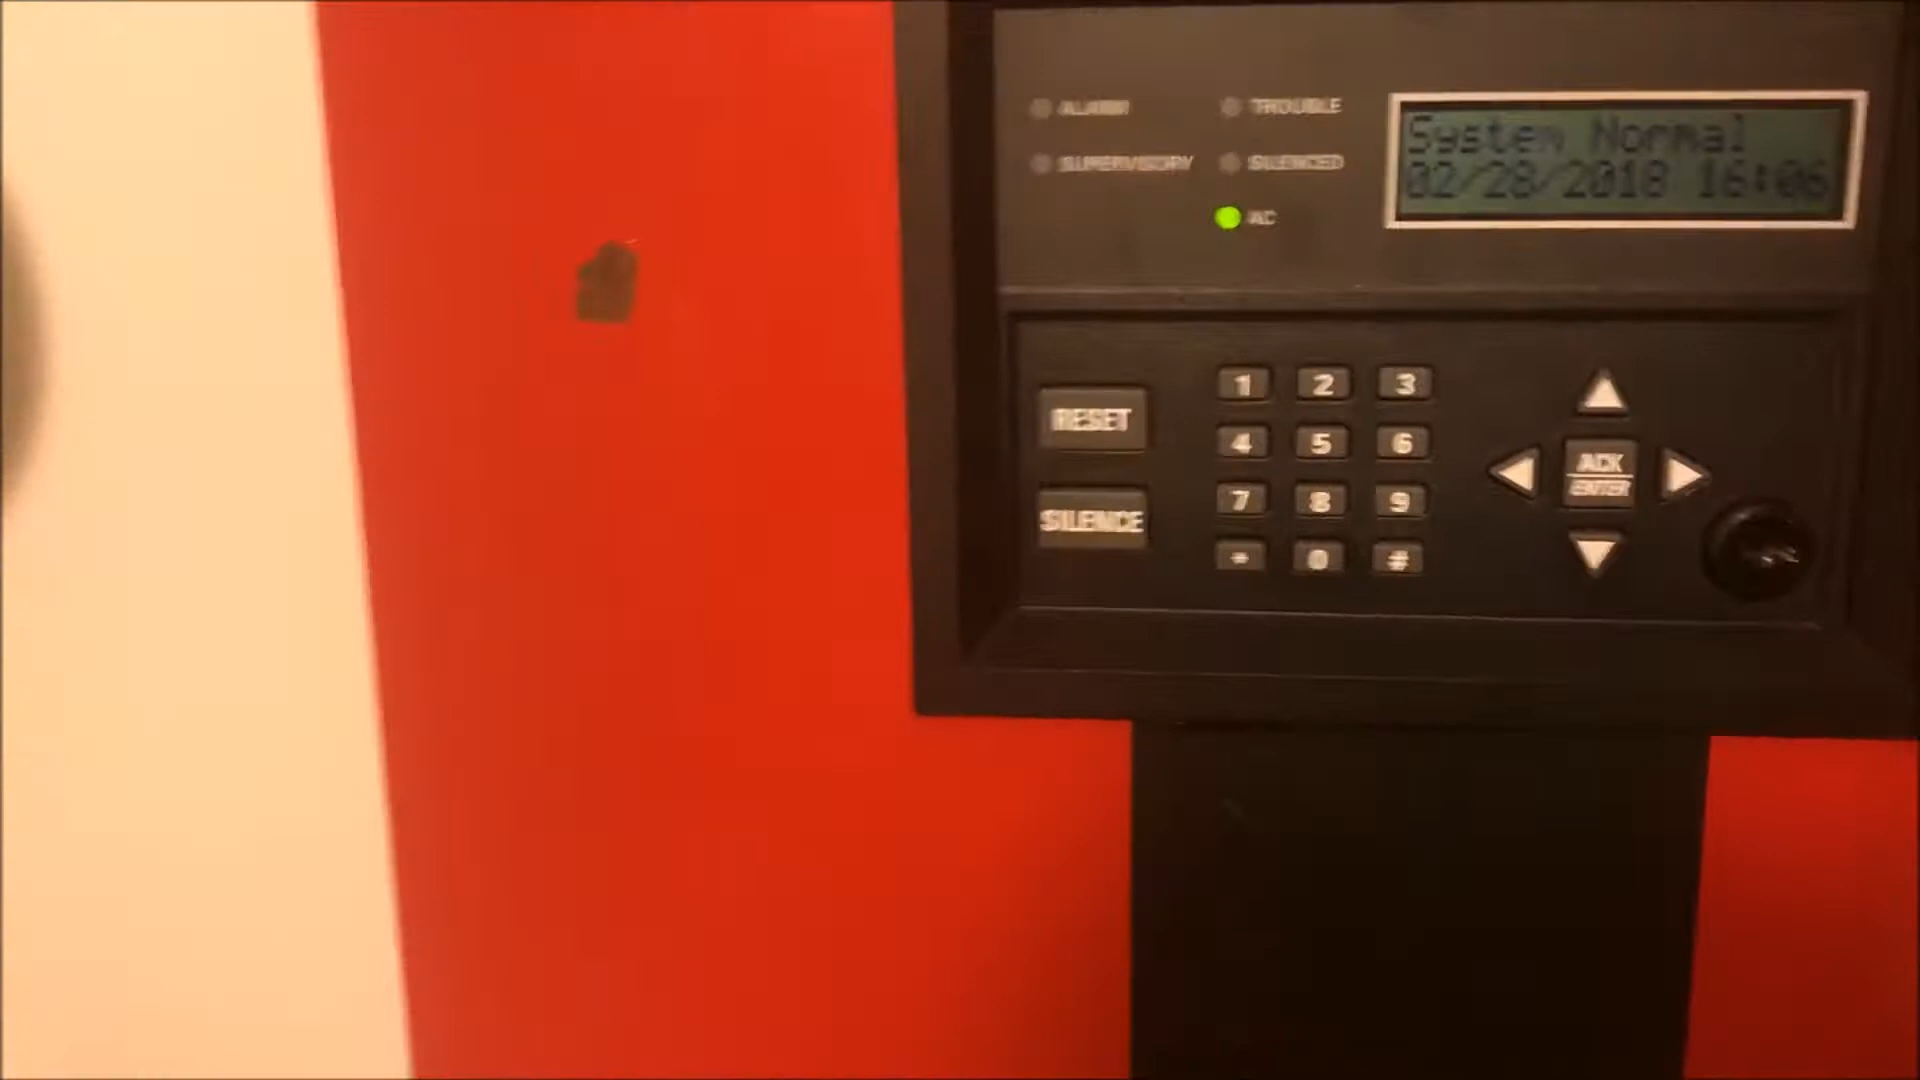 ALARM
TROUBLE
SUPERVISORY
SILENCED
AC
System Normal
02/28/2018 16:06
RESET
SILENCE
1 2 3
4 5 6
7 8 9
* 0 #
ACK
ENTER